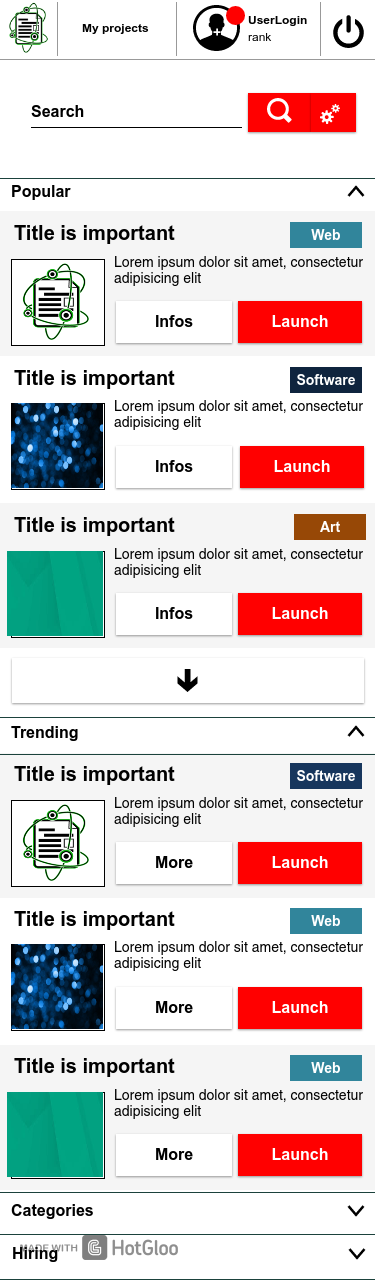 My projects
UserLogin
rank
Search
Popular
Title is important
Web
Lorem ipsum dolor sit amet, consectetur
adipisicing elit
Infos
Launch
Title is important
Software
Lorem ipsum dolor sit amet, consectetur
adipisicing elit
Infos
Launch
Title is important
Art
Lorem ipsum dolor sit amet, consectetur
adipisicing elit
Infos
Launch
Trending
Title is important
Software
Lorem ipsum dolor sit amet, consectetur
adipisicing elit
More
Launch
Title is important
Web
Lorem ipsum dolor sit amet, consectetur
adipisicing elit
More
Launch
Title is important
Web
Lorem ipsum dolor sit amet, consectetur
adipisicing elit
More
Launch
Categories
Hiring
MADE WITH HotGloo